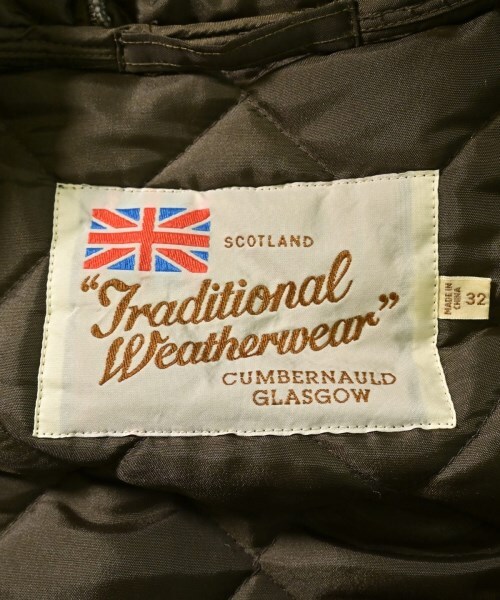 SCOTLAND
"Traditional
Weatherwear"
CUMBERNAULD
GLASGOW
MADE IN
CHINA
32